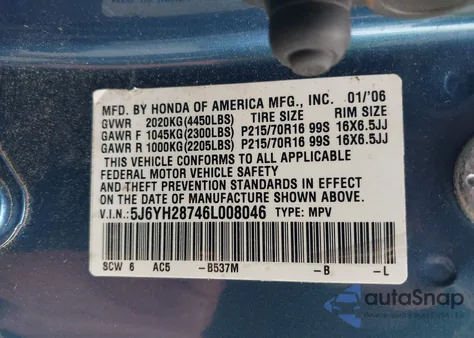 MFD. BY HONDA OF AMERICA MFG., INC. 01/'06
GVWR 2020KG(4450LBS) TIRE SIZE RIM SIZE
GAWR F 1045KG(2300LBS) P215/70R16 99S 16X6.5JJ
GAWR R 1000KG(2205LBS) P215/70R16 99S 16X6.5JJ
THIS VEHICLE CONFORMS TO ALL APPLICABLE
FEDERAL MOTOR VEHICLE SAFETY
AND THEFT PREVENTION STANDARDS IN EFFECT
ON THE DATE OF MANUFACTURE SHOWN ABOVE.
V.I.N.: 5J6YH28746L008046 TYPE: MPV
SCW 6 AC5 –B537M –B –L
autoSnap